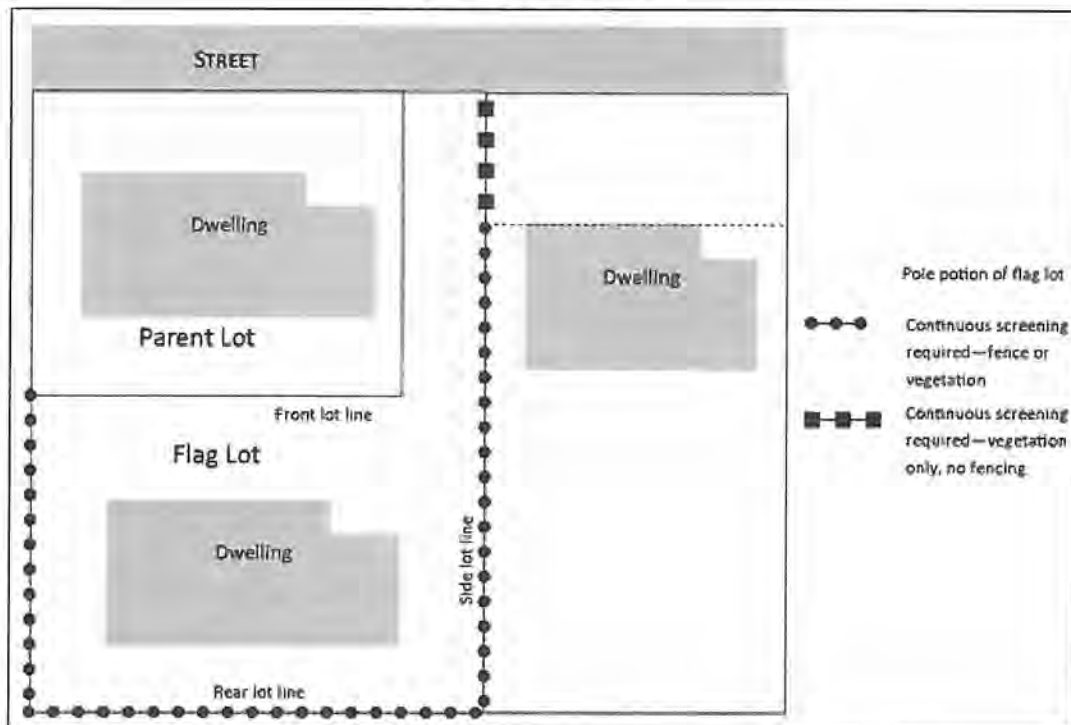 STREET
Dwelling
Parent Lot
Front lot line
Flag Lot
Dwelling
Rear lot line
Side lot line
Dwelling
Pole potion of flag lot
Continuous screening
required—fence or
vegetation
Continuous screening
required—vegetation
only, no fencing